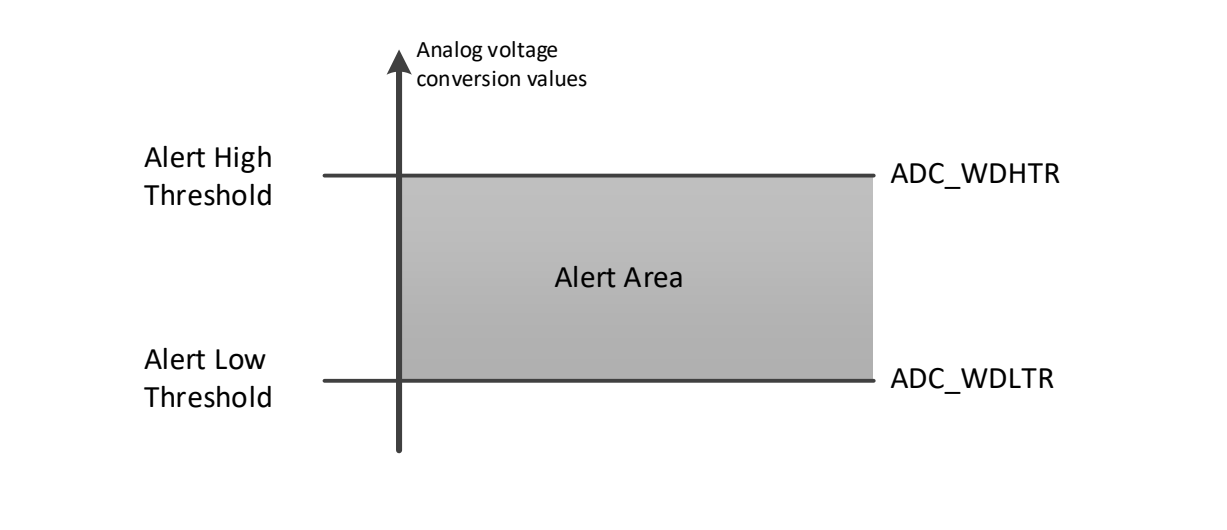 Analog voltage
conversion values
Alert High
Threshold
ADC_WDHTR
Alert Area
Alert Low
Threshold
ADC_WDLTR